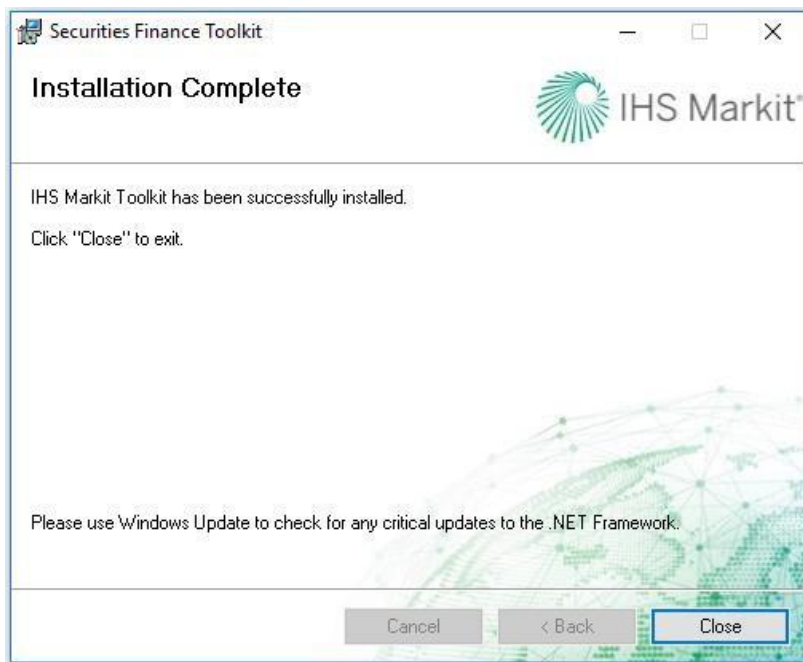 Securities Finance Toolkit
Installation Complete
IHS Markit®
IHS Markit Toolkit has been successfully installed.
Click "Close" to exit.
Please use Windows Update to check for any critical updates to the .NET Framework.
Cancel
< Back
Close